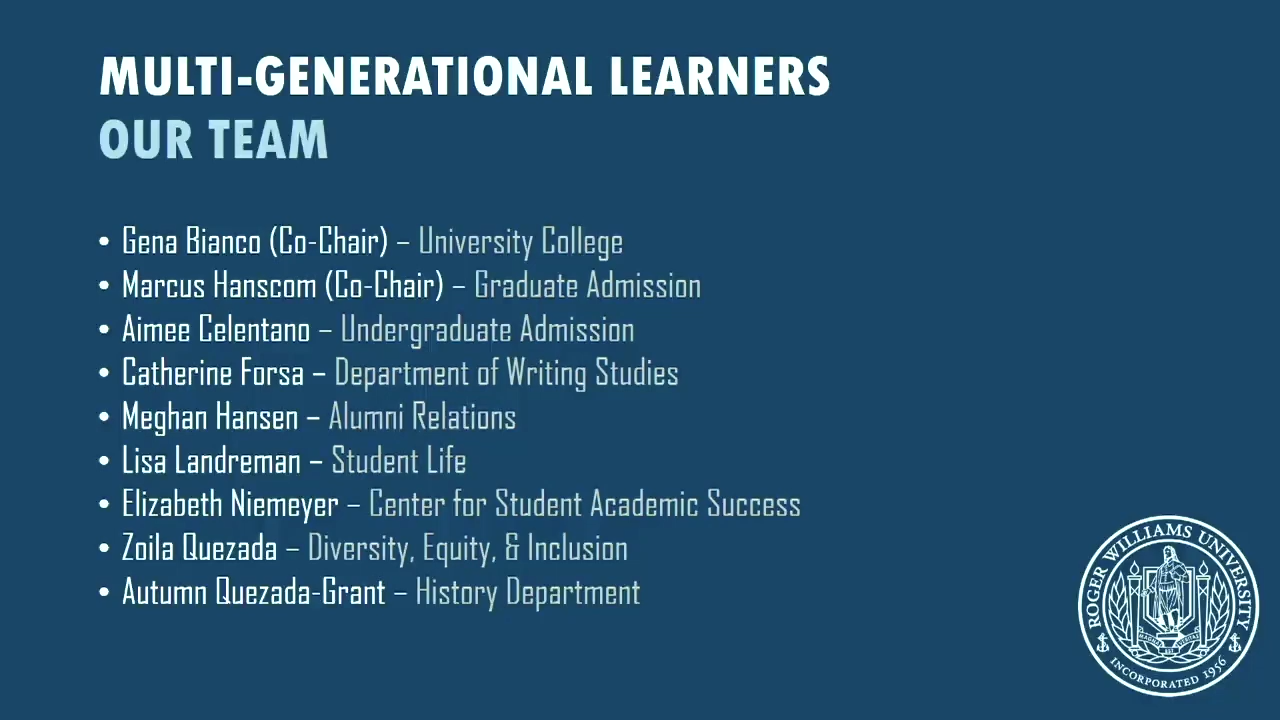 MULTI-GENERATIONAL LEARNERS
OUR TEAM
• Gena Bianco (Co-Chair) – University College
• Marcus Hanscom (Co-Chair) – Graduate Admission
• Aimee Celentano – Undergraduate Admission
• Catherine Forsa – Department of Writing Studies
• Meghan Hansen – Alumni Relations
• Lisa Landreman – Student Life
• Elizabeth Niemeyer – Center for Student Academic Success
• Zoila Quezada – Diversity, Equity, & Inclusion
• Autumn Quezada-Grant – History Department
ROGER WILLIAMS UNIVERSITY
INCORPORATED 1956